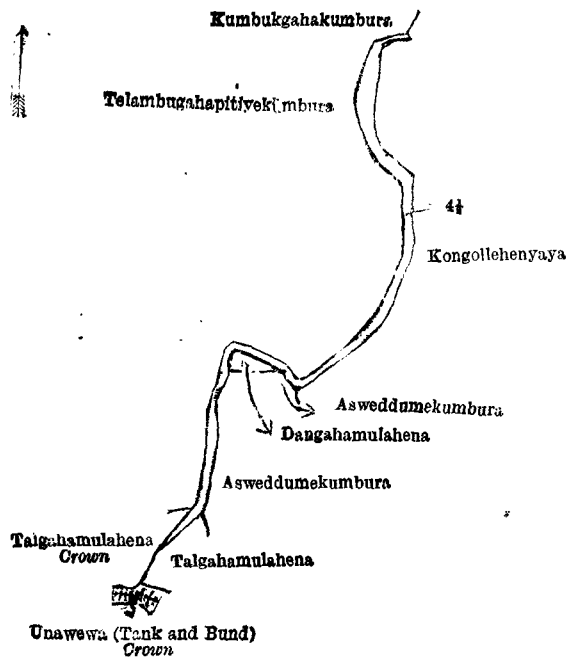 Kumbukgahakumbura
Telambugahapitiyekumbura
4½
Kongollehenyaya
Asweddumekumbura
Dangahamulahena
Asweddumekumbura
Talgahamulahena
Crown
Talgahamulahena
Unawewa (Tank and Bund)
Crown